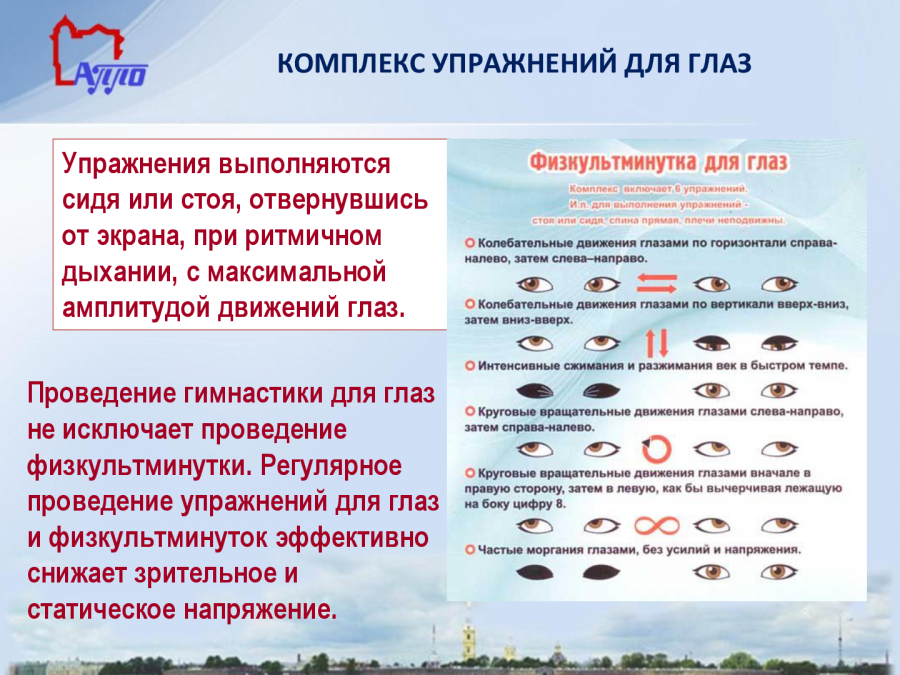 Аппо
КОМПЛЕКС УПРАЖНЕНИЙ ДЛЯ ГЛАЗ
Упражнения выполняются
сидя или стоя, отвернувшись
от экрана, при ритмичном
дыхании, с максимальной
амплитудой движений глаз.
Проведение гимнастики для глаз
не исключает проведение
физкультминутки. Регулярное
проведение упражнений для глаз
и физкультминуток эффективно
снижает зрительное и
статическое напряжение.
Физкультминутка для глаз
Комплекс включает 6 упражнений.
И.п. для выполнения упражнений -
стоя или сидя, спина прямая, плечи неподвижны.
Колебательные движения глазами по горизонтали справа-
налево, затем слева–направо.
Колебательные движения глазами по вертикали вверх-вниз,
затем вниз-вверх.
Интенсивные сжимания и разжимания век в быстром темпе.
Круговые вращательные движения глазами слева-направо,
затем справа-налево.
Круговые вращательные движения глазами вначале в
правую сторону, затем в левую, как бы вычерчивая лежащую
на боку цифру 8.
Частые моргания глазами, без усилий и напряжения.